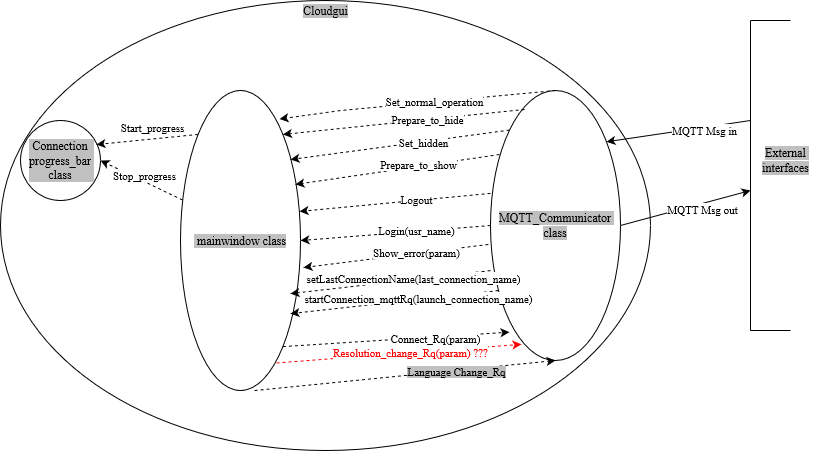 Cloudgui
Set_normal_operation
Prepare_to_hide
Start_progress
MQTT Msg in
Set_hidden
Connection
progress_bar
class
External
interfaces
Prepare_to_show
Stop_progress
Logout
MQTT Msg out
MQTT_Communicator
class
Login(usr_name)
mainwindow class
Show_error(param)
setLastConnectionName(last_connection_name)
startConnection_mqttRq(launch_connection_name)
Connect_Rq(param)
Resolution_change_Rq(param) ???
Language Change_Rq